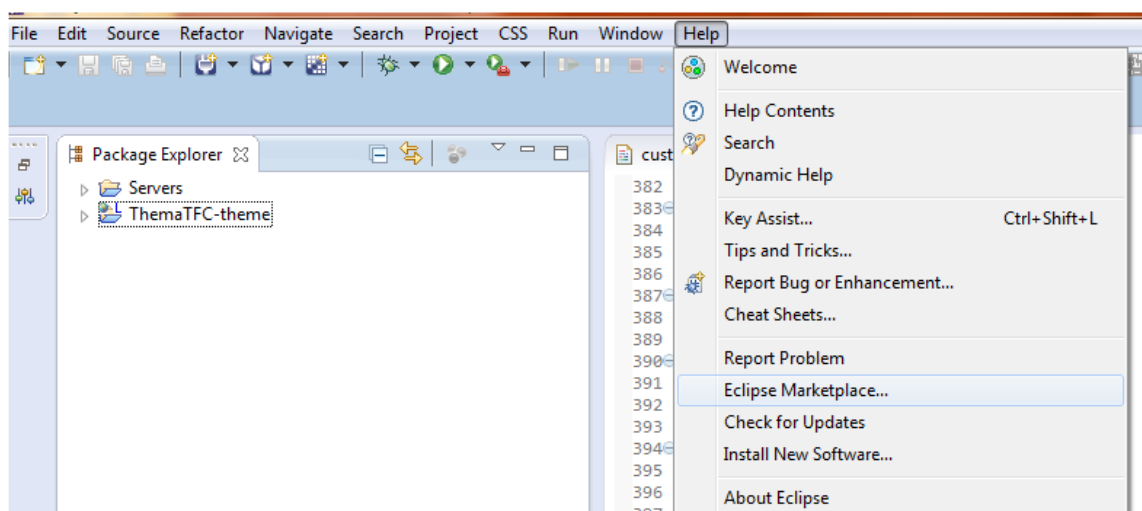 File Edit Source Refactor Navigate Search Project CSS Run Window Help
Welcome
Help Contents
Search
Dynamic Help
Key Assist... Ctrl+Shift+L
Tips and Tricks...
Report Bug or Enhancement...
Cheat Sheets...
Report Problem
Eclipse Marketplace...
Check for Updates
Install New Software...
About Eclipse
Package Explorer
Servers
ThemaTFC-theme
cust
382
383
384
385
386
387
388
389
390
391
392
393
394
395
396